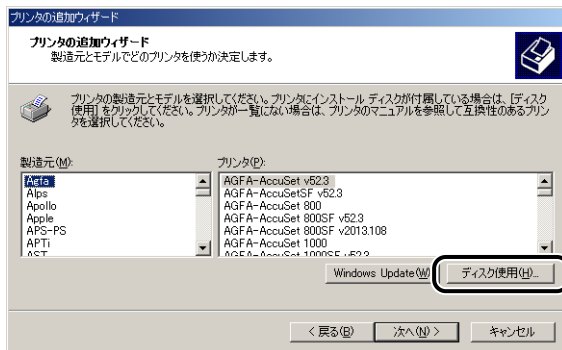 プリンタの追加ウィザード
プリンタの追加ウィザード
製造元とモデルでどのプリンタを使うか決定します。
プリンタの製造元とモデルを選択してください。プリンタにインストール ディスクが付属している場合は、[ディスク
使用] をクリックしてください。プリンタが一覧にない場合は、プリンタのマニュアルを参照して互換性のあるプリン
タを選択してください。
製造元(M):
プリンタ(P):
Agfa
Alps
Apollo
Apple
APS-PS
APTi
AST
AGFA-AccuSet v52.3
AGFA-AccuSetSF v52.3
AGFA-AccuSet 800
AGFA-AccuSet 800SF v52.3
AGFA-AccuSet 800SF v2013.108
AGFA-AccuSet 1000
AGFA-AccuSet 1000SF v52.3
Windows Update(W)
ディスク使用(H)...
< 戻る(B)
次へ(N) >
キャンセル